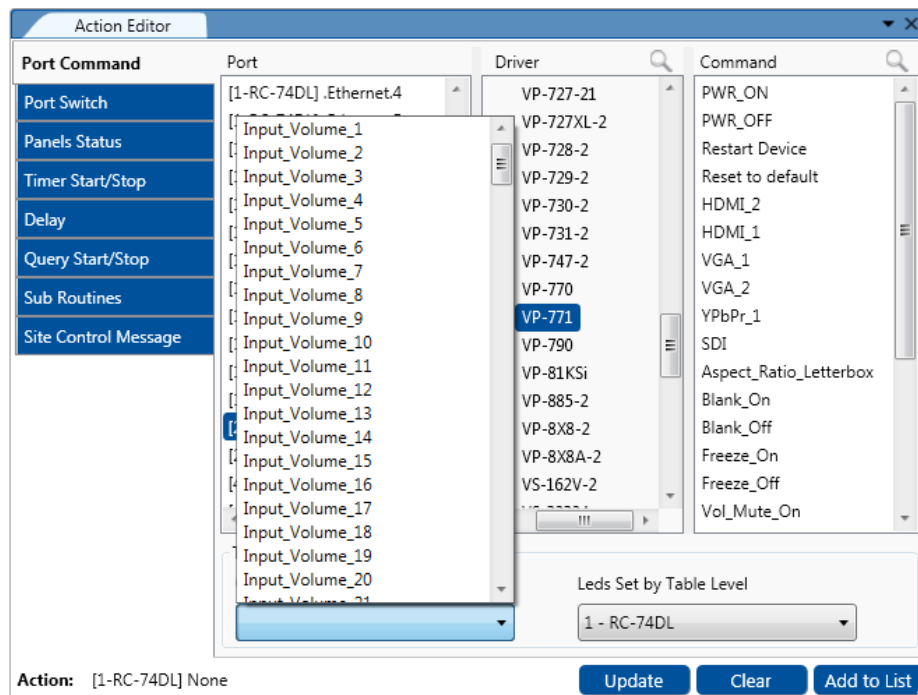 Action Editor
Port Command
Port Switch
Panels Status
Timer Start/Stop
Delay
Query Start/Stop
Sub Routines
Site Control Message
Port
[1-RC-74DL] .Ethernet.4
Input_Volume_1
Input_Volume_2
Input_Volume_3
Input_Volume_4
Input_Volume_5
Input_Volume_6
Input_Volume_7
Input_Volume_8
Input_Volume_9
Input_Volume_10
Input_Volume_11
Input_Volume_12
Input_Volume_13
Input_Volume_14
Input_Volume_15
Input_Volume_16
Input_Volume_17
Input_Volume_18
Input_Volume_19
Input_Volume_20
Input_Volume_21
Driver
VP-727-21
VP-727XL-2
VP-728-2
VP-729-2
VP-730-2
VP-731-2
VP-747-2
VP-770
VP-771
VP-790
VP-81KSi
VP-885-2
VP-8X8-2
VP-8X8A-2
VS-162V-2
Command
PWR_ON
PWR_OFF
Restart Device
Reset to default
HDMI_2
HDMI_1
VGA_1
VGA_2
YPbPr_1
SDI
Aspect_Ratio_Letterbox
Blank_On
Blank_Off
Freeze_On
Freeze_Off
Vol_Mute_On
Leds Set by Table Level
1 - RC-74DL
Action: [1-RC-74DL] None
Update
Clear
Add to List